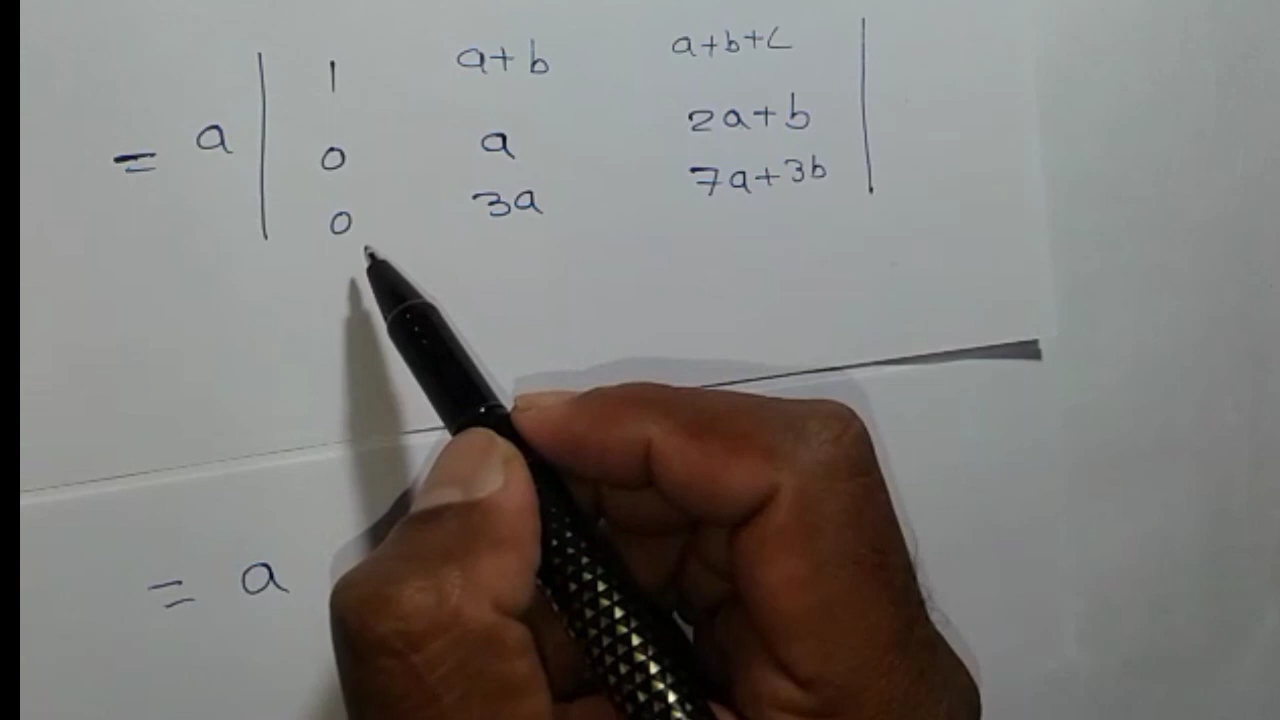 1 a+b a+b+c
= a 0 a 2a+b
0 3a 7a+3b
= a